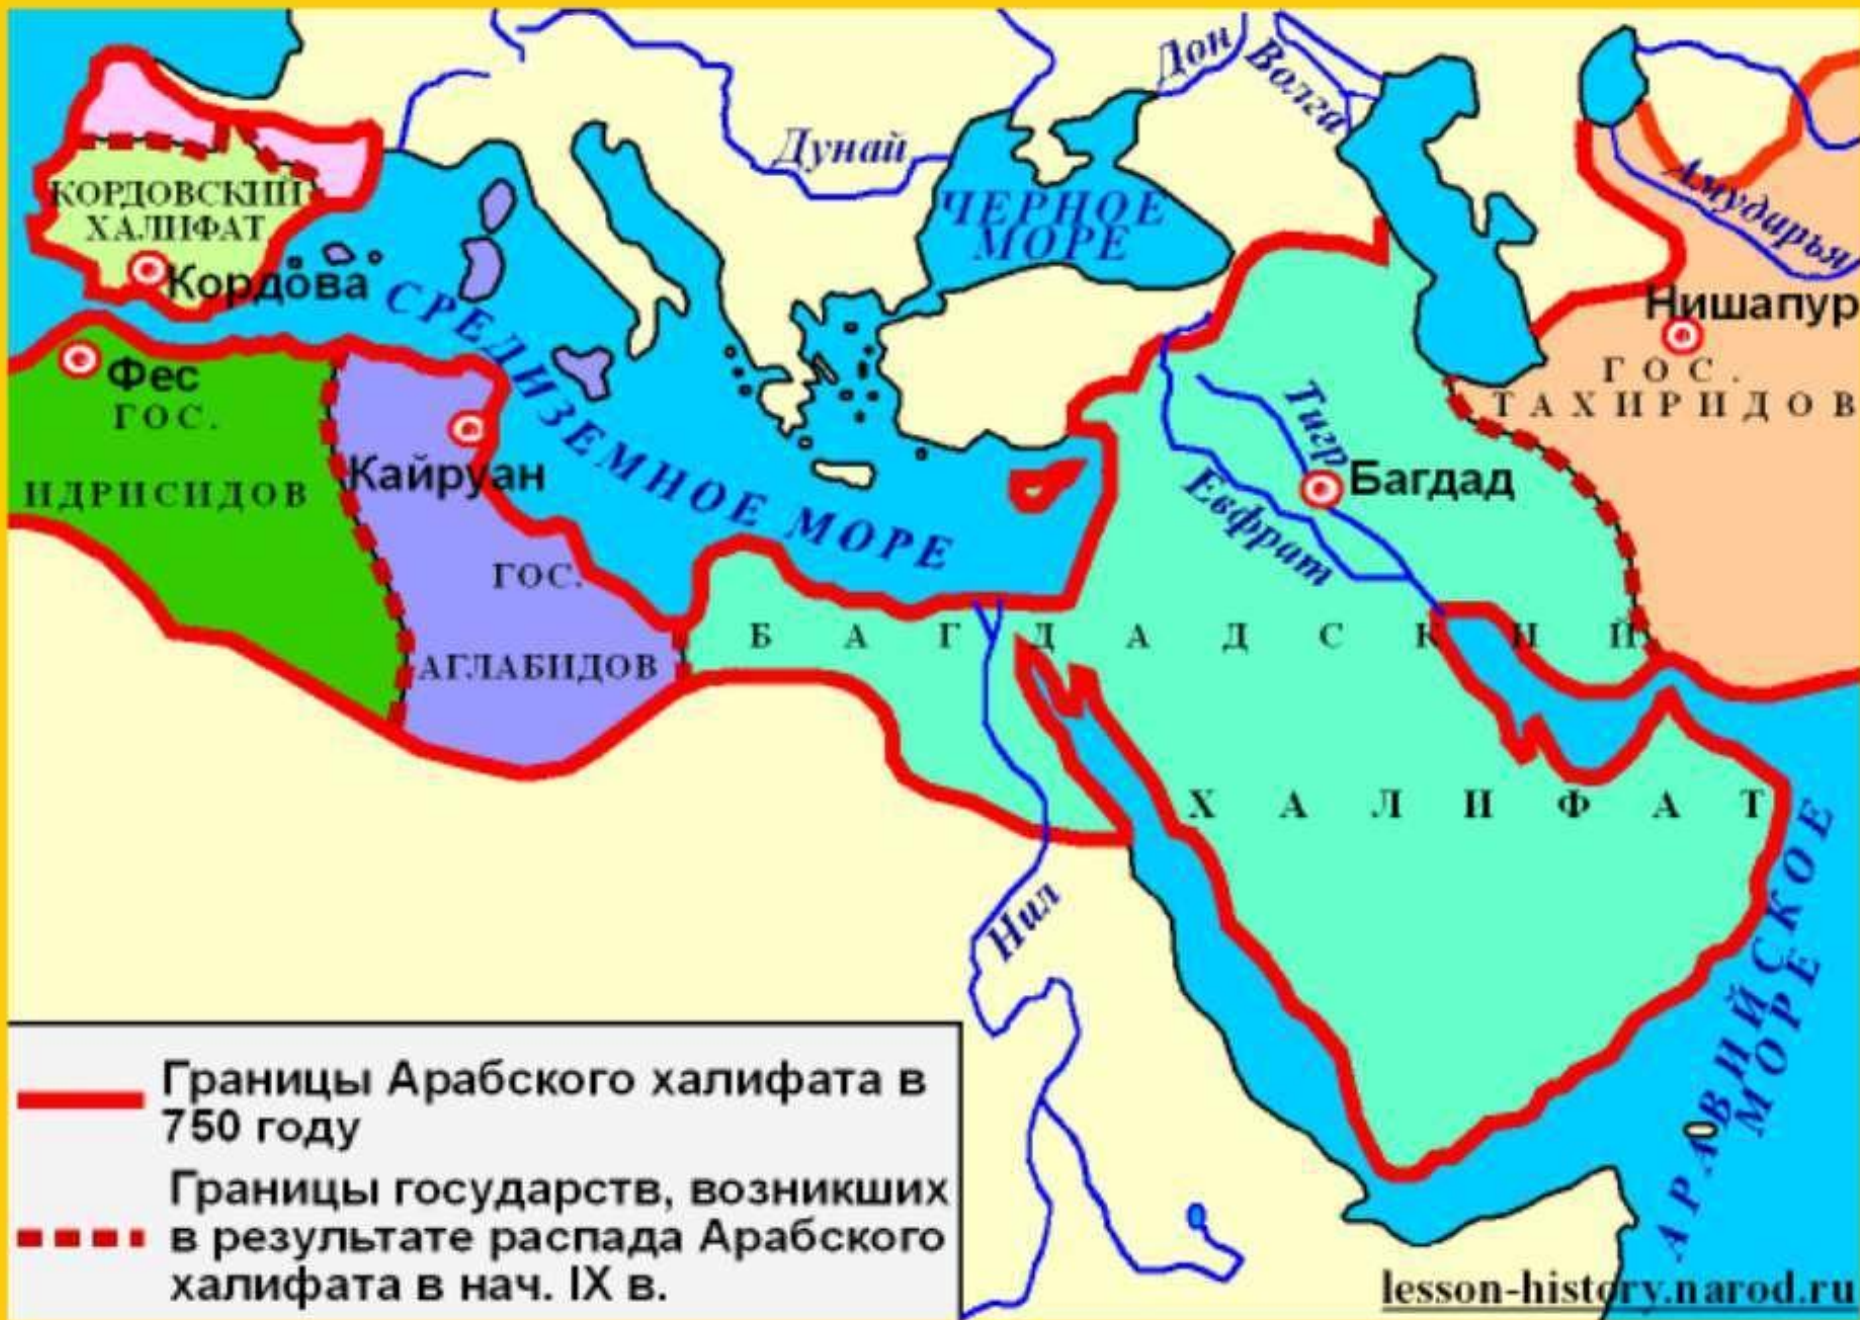 Дон
Волга
Дунай
ЧЕРНОЕ
МОРЕ
Амударья
КОРДОВСКИЙ
ХАЛИФАТ
Кордова
СРЕДИЗЕМНОЕ МОРЕ
Нишапур
ГОС.
ТАХИРИДОВ
Фес
ГОС.
ИДРИСИДОВ
Кайруан
ГОС.
АГЛАБИДОВ
Тигр
Багдад
Евфрат
БАГДАДСКИЙ
ХАЛИФАТ
Нил
АРАВИЙСКОЕ
МОРЕ
Границы Арабского халифата в
750 году
Границы государств, возникших
в результате распада Арабского
халифата в нач. IX в.
lesson-history.narod.ru